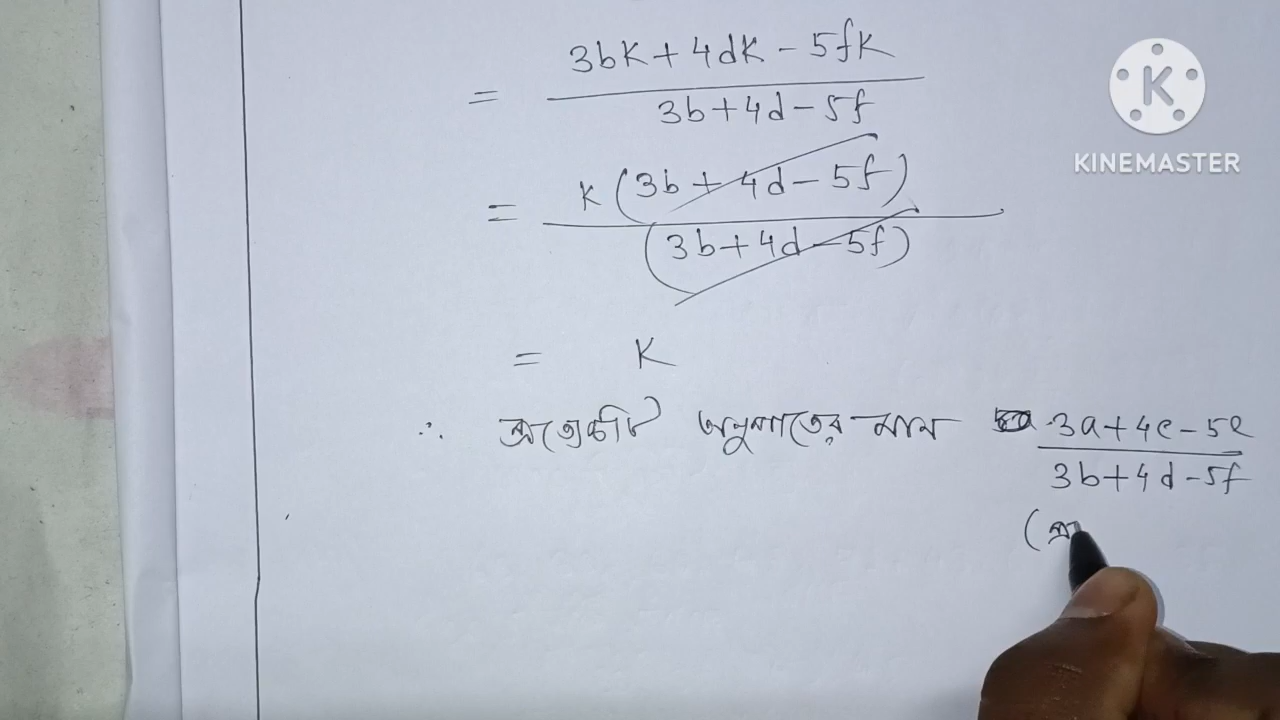 3bK + 4dK - 5fK
= 3b + 4d - 5f
K (3b + 4d - 5f)
= (3b + 4d - 5f)
= K
∴ প্রত্যেকটি অনুপাতের মান 3a + 4c - 5e
3b + 4d - 5f
(প্র
K
KINEMASTER